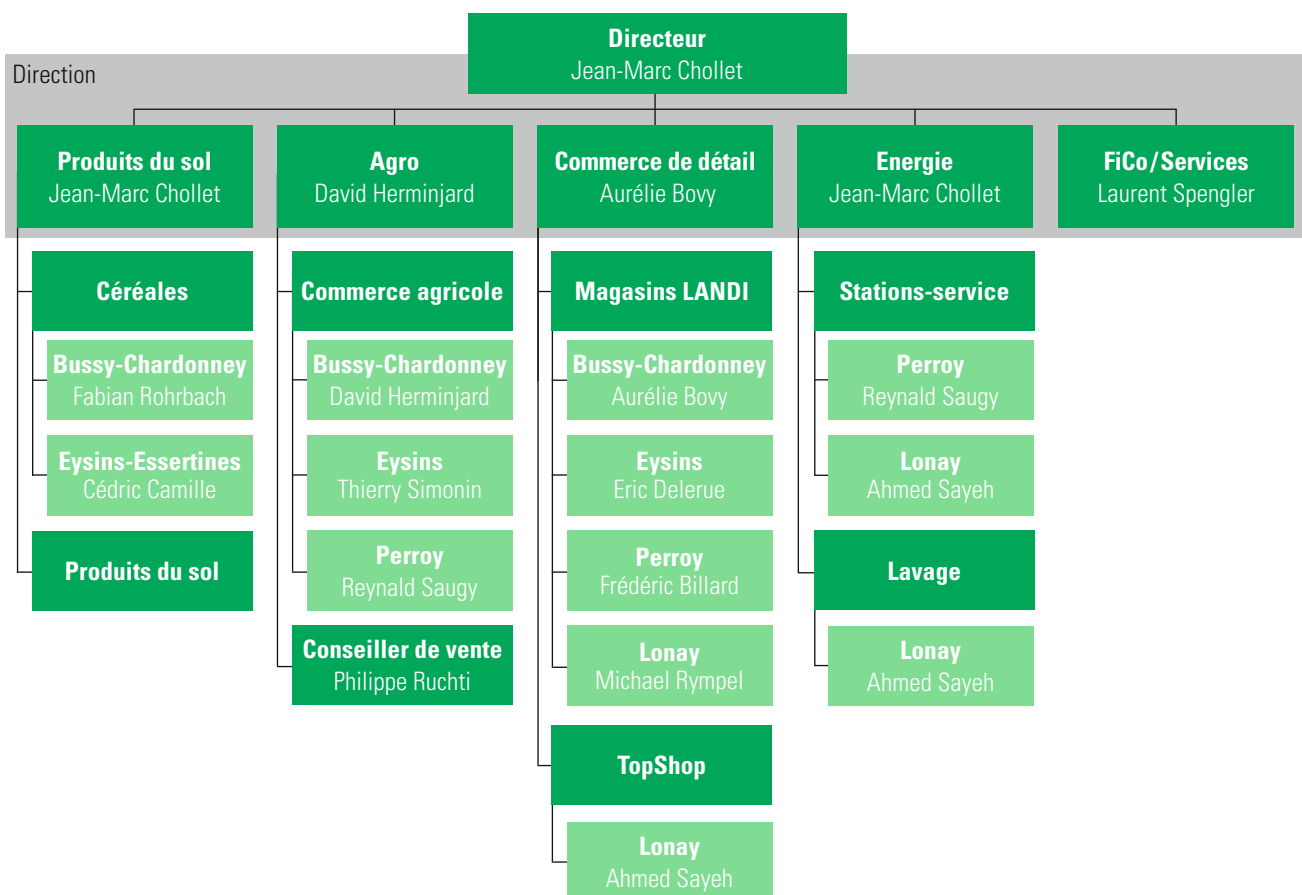 Directeur
Jean-Marc Chollet
Direction
Produits du sol
Jean-Marc Chollet
Agro
David Herminjard
Commerce de détail
Aurélie Bovy
Energie
Jean-Marc Chollet
FiCo/Services
Laurent Spengler
Céréales
Bussy-Chardonney
Fabian Rohrbach
Eysins-Essertines
Cédric Camille
Produits du sol
Commerce agricole
Bussy-Chardonney
David Herminjard
Eysins
Thierry Simonin
Perroy
Reynald Saugy
Conseiller de vente
Philippe Ruchti
Magasins LANDI
Bussy-Chardonney
Aurélie Bovy
Eysins
Eric Delerue
Perroy
Frédéric Billard
Lonay
Michael Rympel
TopShop
Lonay
Ahmed Sayeh
Stations-service
Perroy
Reynald Saugy
Lonay
Ahmed Sayeh
Lavage
Lonay
Ahmed Sayeh